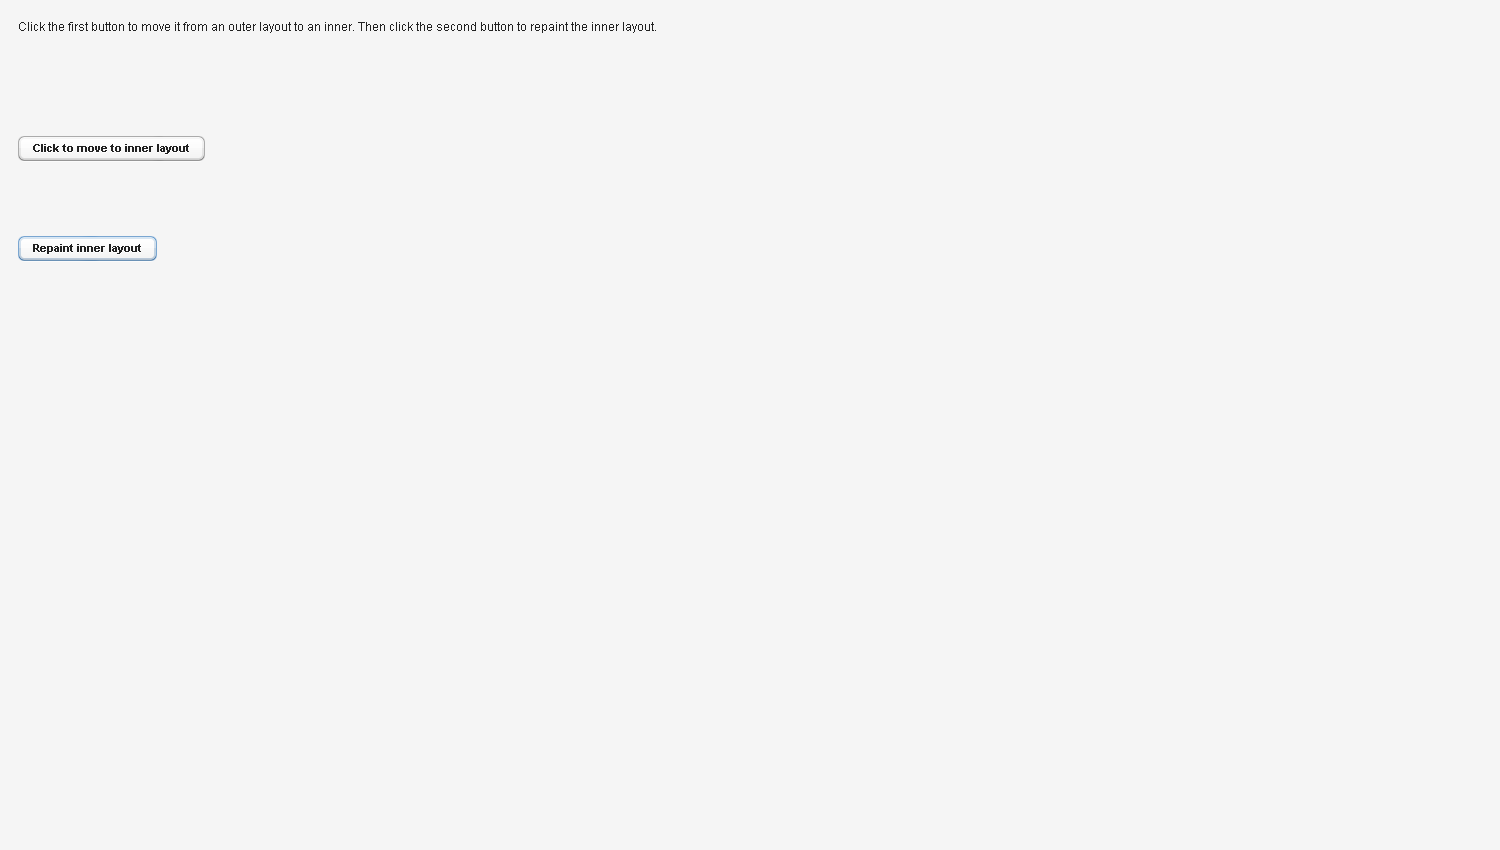 Click the first button to move it from an outer layout to an inner. Then click the second button to repaint the inner layout.
Click to move to inner layout
Repaint inner layout